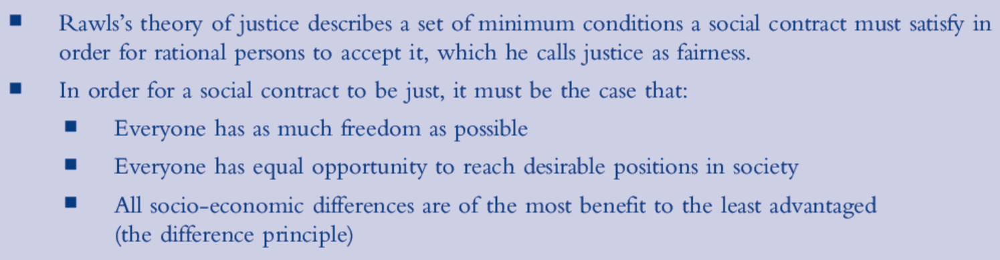 Rawls's theory of justice describes a set of minimum conditions a social contract must satisfy in
order for rational persons to accept it, which he calls justice as fairness.
In order for a social contract to be just, it must be the case that:
Everyone has as much freedom as possible
Everyone has equal opportunity to reach desirable positions in society
All socio-economic differences are of the most benefit to the least advantaged
(the difference principle)